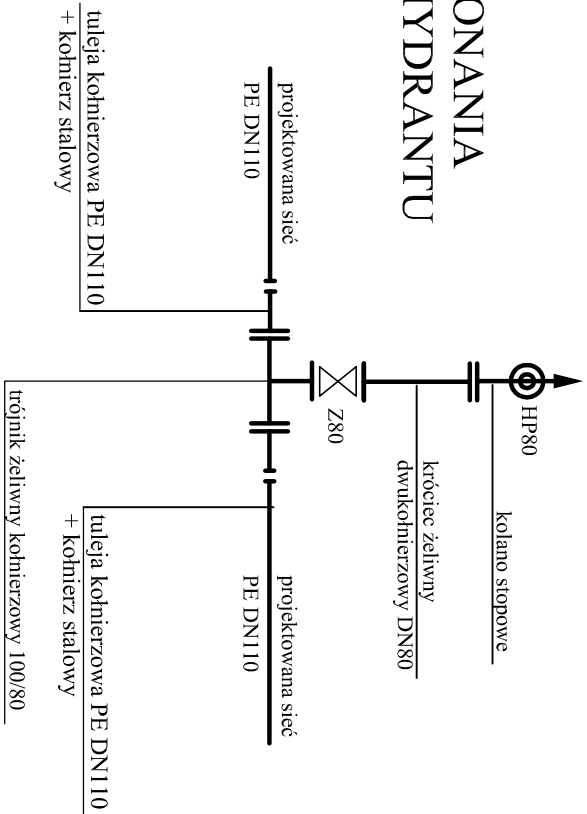 ONANIA
HYDRANTU
HP80
kolano stopowe
króciec żeliwny
dwukołnierzowy DN80
Z80
projektowana sieć
PE DN110
projektowana sieć
PE DN110
tuleja kołnierzowa PE DN110
+ kołnierz stalowy
tuleja kołnierzowa PE DN110
+ kołnierz stalowy
trójnik żeliwny kołnierzowy 100/80